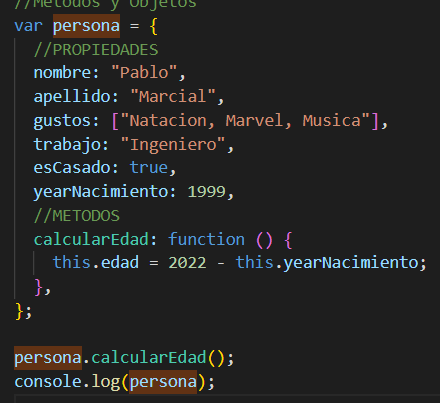 //Metodos y Objetos
var persona = {
  //PROPIEDADES
  nombre: "Pablo",
  apellido: "Marcial",
  gustos: ["Natacion, Marvel, Musica"],
  trabajo: "Ingeniero",
  esCasado: true,
  yearNacimiento: 1999,
  //METODOS
  calcularEdad: function () {
    this.edad = 2022 - this.yearNacimiento;
  },
};
persona.calcularEdad();
console.log(persona);